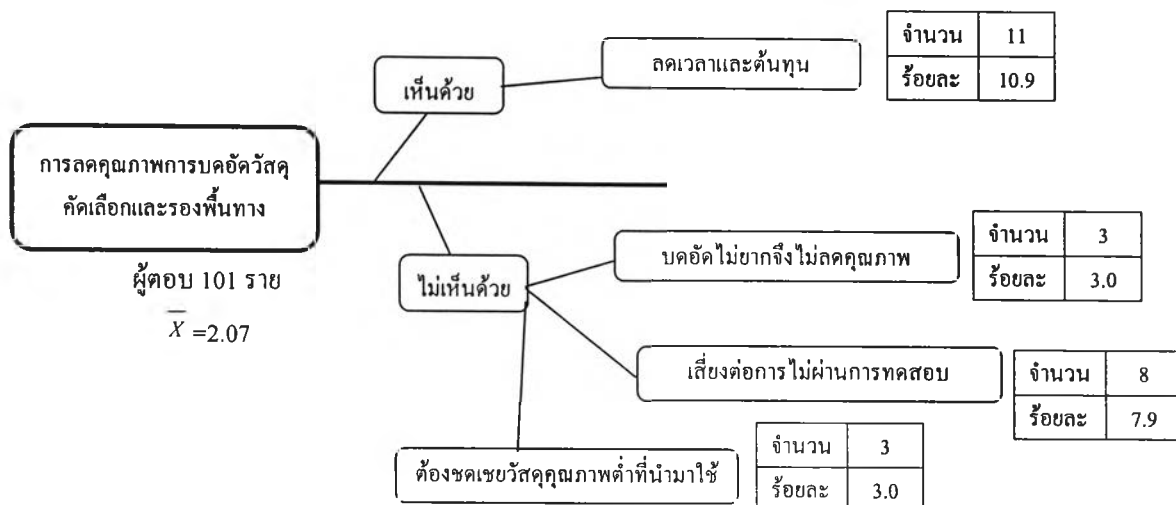 จำนวน 11
ลดเวลาและต้นทุน
ร้อยละ 10.9
เห็นด้วย
การลดคุณภาพการบดอัดวัสดุ
คัดเลือกและรองพื้นทาง
ผู้ตอบ 101 ราย
X̄ =2.07
ไม่เห็นด้วย
บดอัดไม่ยากจึงไม่ลดคุณภาพ
จำนวน 3
ร้อยละ 3.0
เสี่ยงต่อการไม่ผ่านการทดสอบ
จำนวน 8
ร้อยละ 7.9
ต้องชดเชยวัสดุคุณภาพต่ำที่นำมาใช้
จำนวน 3
ร้อยละ 3.0